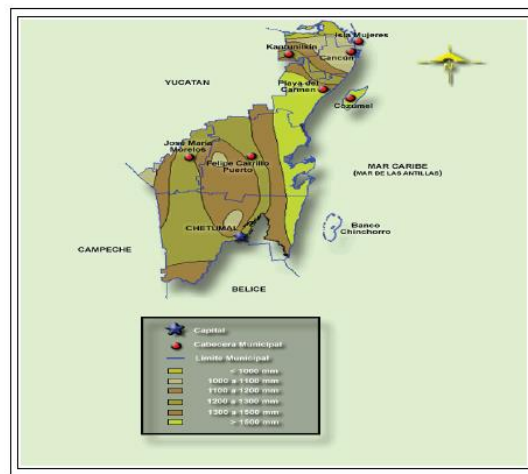 Isla Mujeres
Kantunilkin
Cancún
YUCATAN
Playa del
Carmen
Cozumel
José María
Morelos
Felipe Carrillo
Puerto
MAR CARIBE
(MAR DE LAS ANTILLAS)
CHETUMAL
Banco
Chinchorro
CAMPECHE
BELICE
Capital
Cabecera Municipal
Límite Municipal
< 1000 mm
1000 a 1100 mm
1100 a 1200 mm
1200 a 1300 mm
1300 a 1500 mm
> 1500 mm